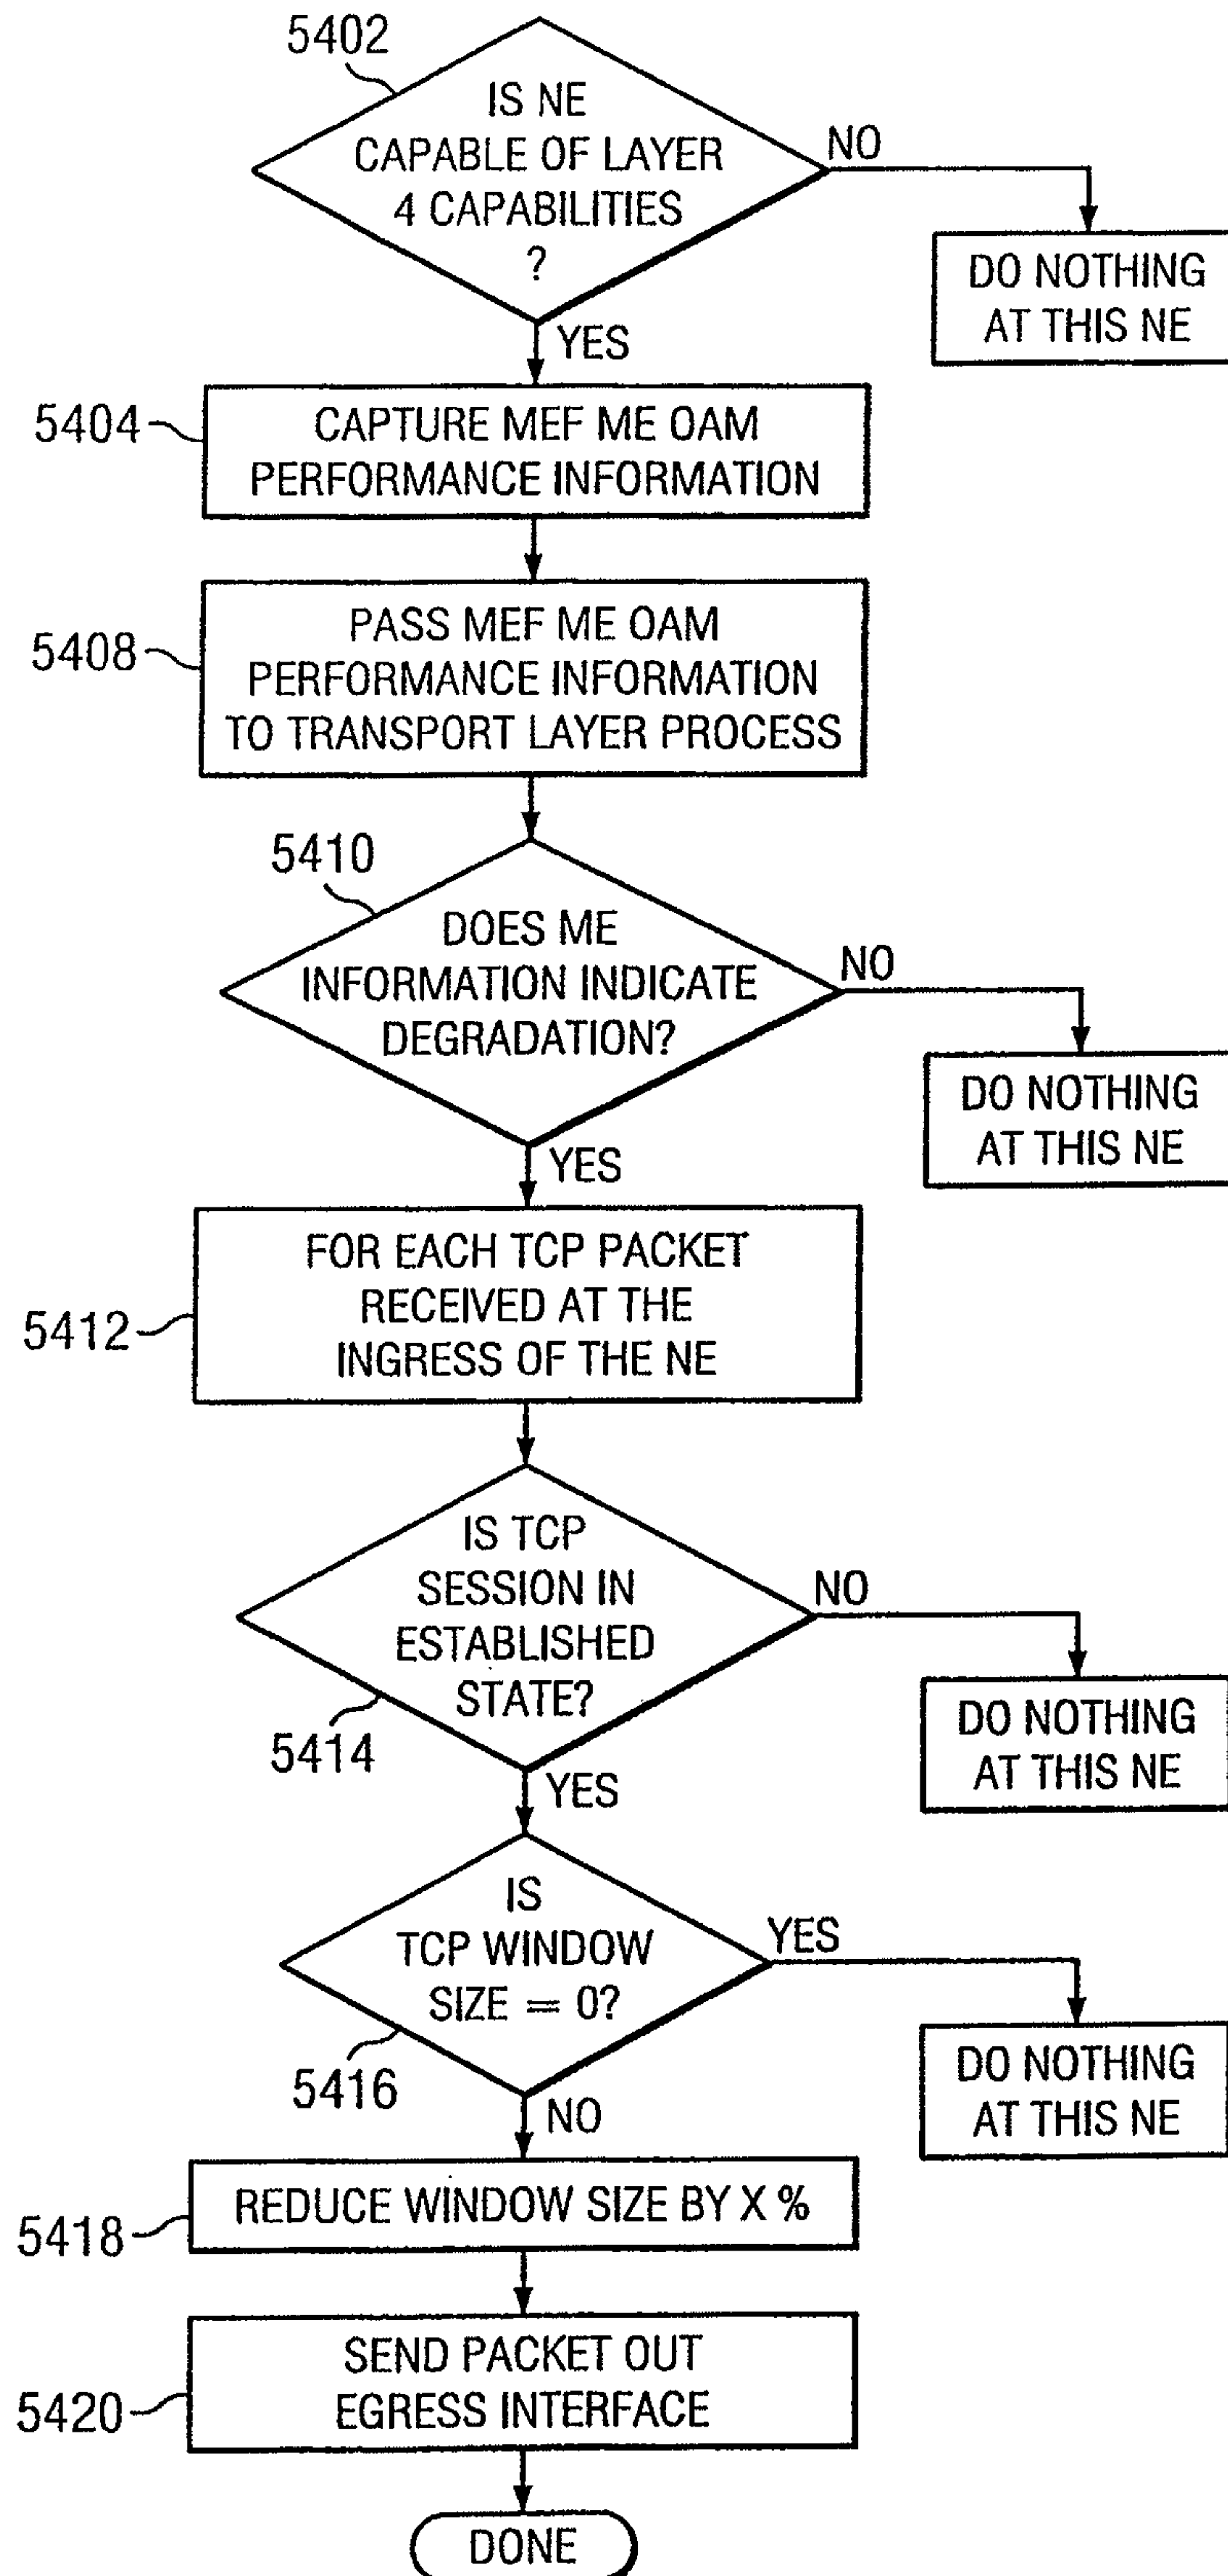 5402
IS NE
CAPABLE OF LAYER
4 CAPABILITIES
?
NO
DO NOTHING
AT THIS NE
YES
5404
CAPTURE MEF ME OAM
PERFORMANCE INFORMATION
5408
PASS MEF ME OAM
PERFORMANCE INFORMATION
TO TRANSPORT LAYER PROCESS
5410
DOES ME
INFORMATION INDICATE
DEGRADATION?
NO
DO NOTHING
AT THIS NE
YES
5412
FOR EACH TCP PACKET
RECEIVED AT THE
INGRESS OF THE NE
IS TCP
SESSION IN
ESTABLISHED
STATE?
5414
NO
DO NOTHING
AT THIS NE
YES
IS
TCP WINDOW
SIZE = 0?
5416
YES
DO NOTHING
AT THIS NE
NO
5418
REDUCE WINDOW SIZE BY X %
5420
SEND PACKET OUT
EGRESS INTERFACE
DONE